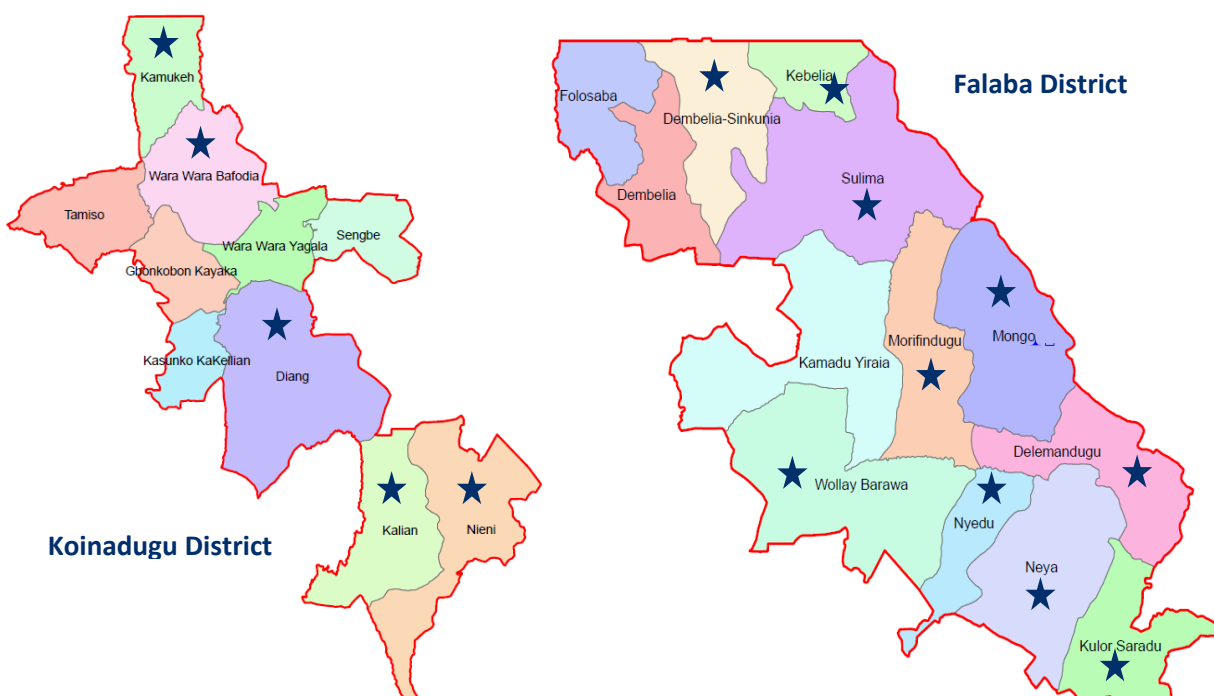 Kamukeh
Wara Wara Bafodia
Tamiso
Wara Wara Yagala
Sengbe
Gbonkobon Kayaka
Kasunko KaKellian
Diang
Kalian
Nieni
Koinadugu District
Falaba District
Folosaba
Dembelia-Sinkunia
Kebelia
Dembelia
Sulima
Kamadu Yiraia
Morifindugu
Mongo
Delemandugu
Wollay Barawa
Nyedu
Neya
Kulor Saradu